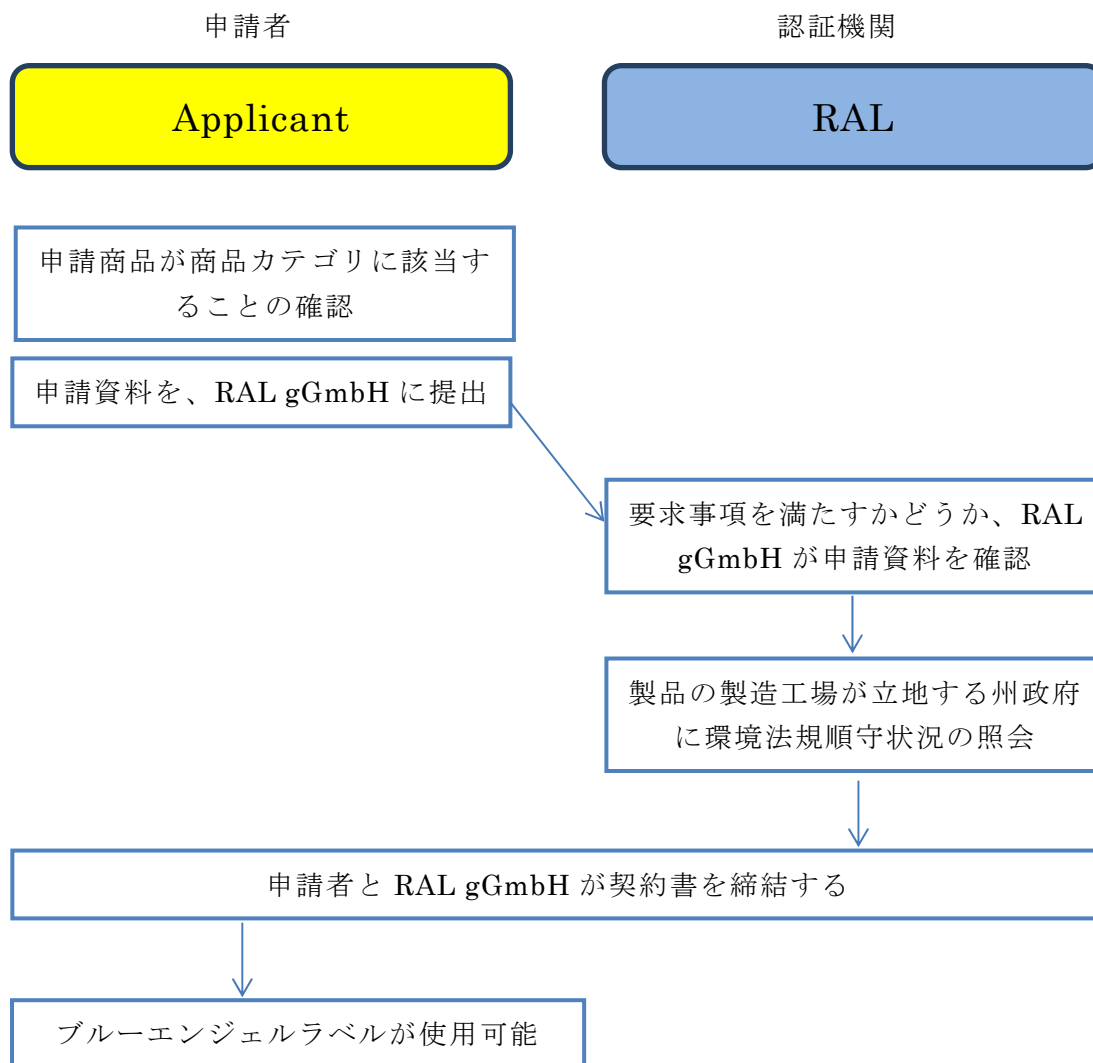 申請者
認証機関
Applicant
RAL
申請商品が商品カテゴリに該当す
ることの確認
申請資料を、RAL gGmbH に提出
要求事項を満たすかどうか、RAL
gGmbH が申請資料を確認
製品の製造工場が立地する州政府
に環境法規順守状況の照会
申請者と RAL gGmbH が契約書を締結する
ブルーエンジェルラベルが使用可能